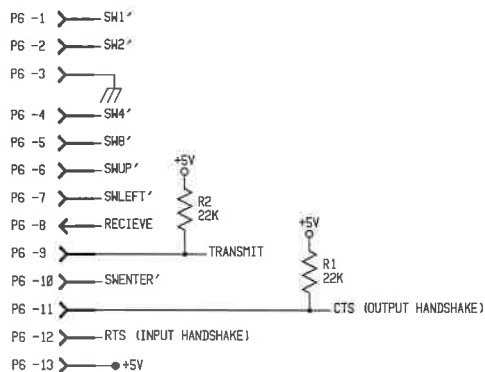 P6 -1 SW1'
P6 -2 SW2'
P6 -3
P6 -4 SW4'
P6 -5 SW8'
P6 -6 SWUP'
+5V
P6 -7 SWLEFT'
R2
22K
P6 -8 RECIEVE
+5V
P6 -9 TRANSMIT
R1
22K
P6 -10 SWENTER'
P6 -11 CTS (OUTPUT HANDSHAKE)
P6 -12 RTS (INPUT HANDSHAKE)
P6 -13 +5V